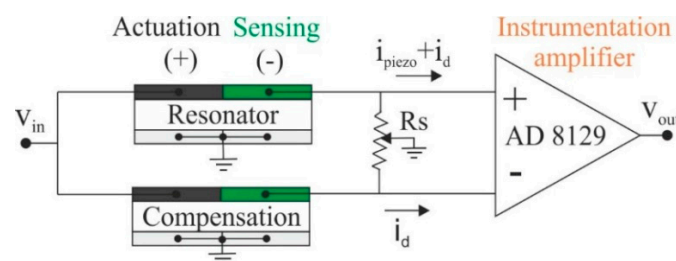 Actuation Sensing
(+) (-)
Instrumentation
amplifier
i_piezo+i_d
V_in
Resonator
Rs
+
AD 8129
-
V_out
Compensation
i_d